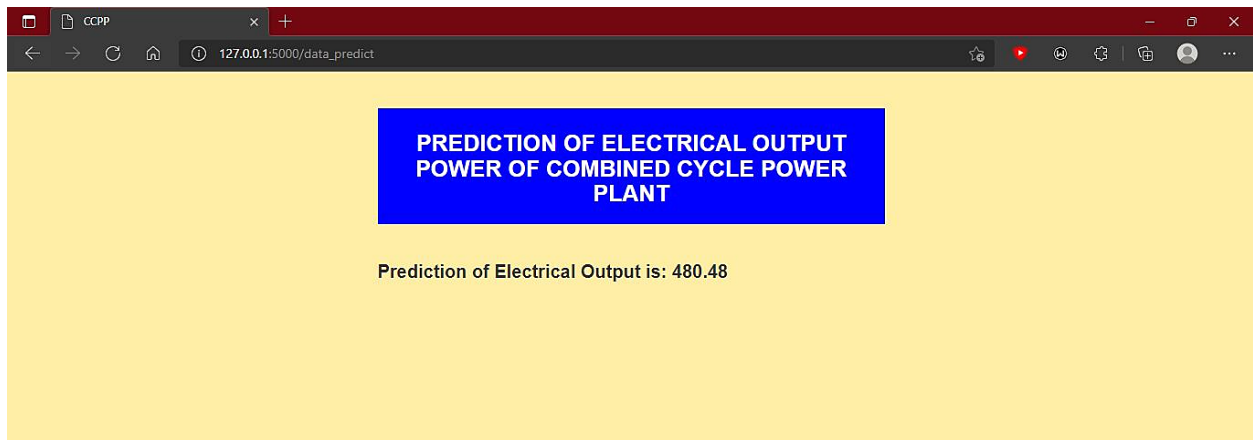 CCPP
127.0.0.1:5000/data_predict
PREDICTION OF ELECTRICAL OUTPUT
POWER OF COMBINED CYCLE POWER
PLANT
Prediction of Electrical Output is: 480.48